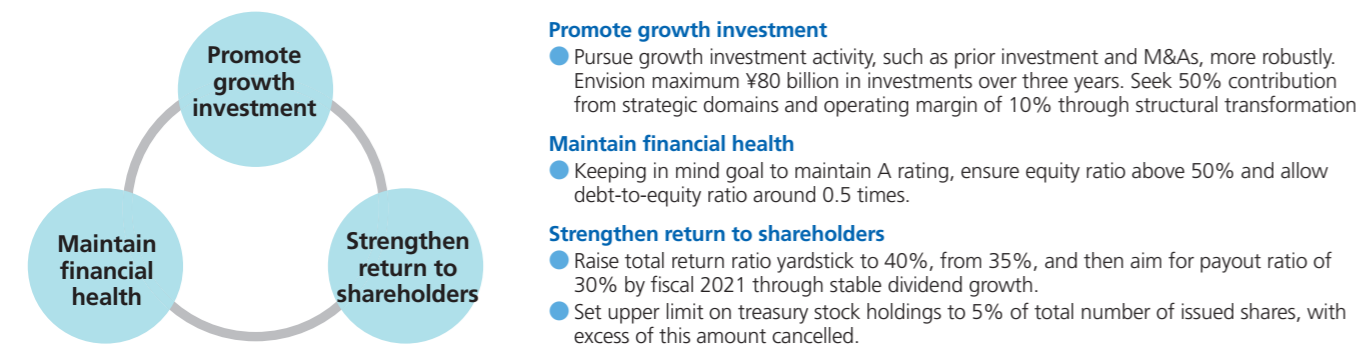 Promote
growth
investment
Maintain
financial
health
Strengthen
return to
shareholders
Promote growth investment
● Pursue growth investment activity, such as prior investment and M&As, more robustly.
Envision maximum ¥80 billion in investments over three years. Seek 50% contribution
from strategic domains and operating margin of 10% through structural transformation
Maintain financial health
● Keeping in mind goal to maintain A rating, ensure equity ratio above 50% and allow
debt-to-equity ratio around 0.5 times.
Strengthen return to shareholders
● Raise total return ratio yardstick to 40%, from 35%, and then aim for payout ratio of
30% by fiscal 2021 through stable dividend growth.
● Set upper limit on treasury stock holdings to 5% of total number of issued shares, with
excess of this amount cancelled.